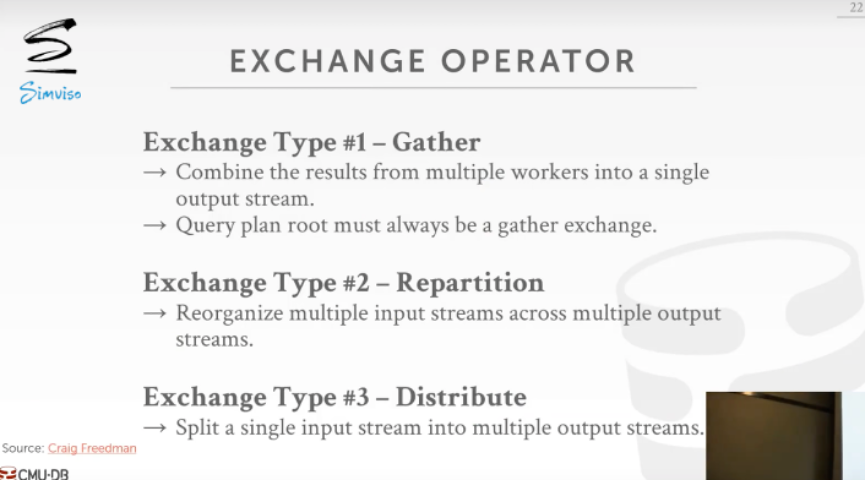 22
Simviso
EXCHANGE OPERATOR
Exchange Type #1 – Gather
→ Combine the results from multiple workers into a single
output stream.
→ Query plan root must always be a gather exchange.
Exchange Type #2 – Repartition
→ Reorganize multiple input streams across multiple output
streams.
Exchange Type #3 – Distribute
→ Split a single input stream into multiple output streams.
Source: Craig Freedman
CMU·DB